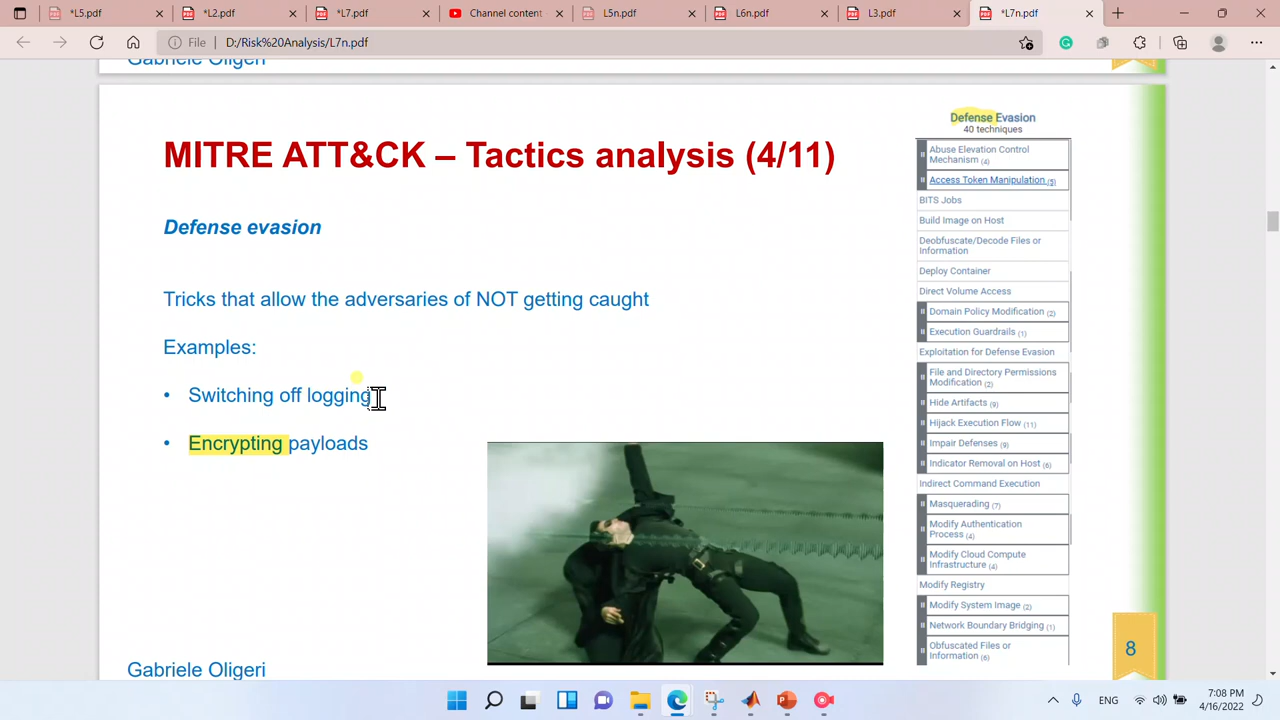 *L5.pdf
*L2.pdf
Channel content
L5n.pdf
L6n.pdf
L3.pdf
*L7n.pdf
File
D:/Risk%20Analysis/L7n.pdf
Gabriele Oligeri
MITRE ATT&CK – Tactics analysis (4/11)
Defense evasion
Tricks that allow the adversaries of NOT getting caught
Examples:
• Switching off logging
• Encrypting payloads
Gabriele Oligeri
Defense Evasion
40 techniques
Abuse Elevation Control
Mechanism (4)
Access Token Manipulation (5)
BITS Jobs
Build Image on Host
Deobfuscate/Decode Files or
Information
Deploy Container
Direct Volume Access
Domain Policy Modification (2)
Execution Guardrails (1)
Exploitation for Defense Evasion
File and Directory Permissions
Modification (2)
Hide Artifacts (9)
Hijack Execution Flow (11)
Impair Defenses (9)
Indicator Removal on Host (6)
Indirect Command Execution
Masquerading (7)
Modify Authentication
Process (4)
Modify Cloud Compute
Infrastructure (4)
Modify Registry
Modify System Image (2)
Network Boundary Bridging (1)
Obfuscated Files or
Information (6)
8
ENG
7:08 PM
4/16/2022